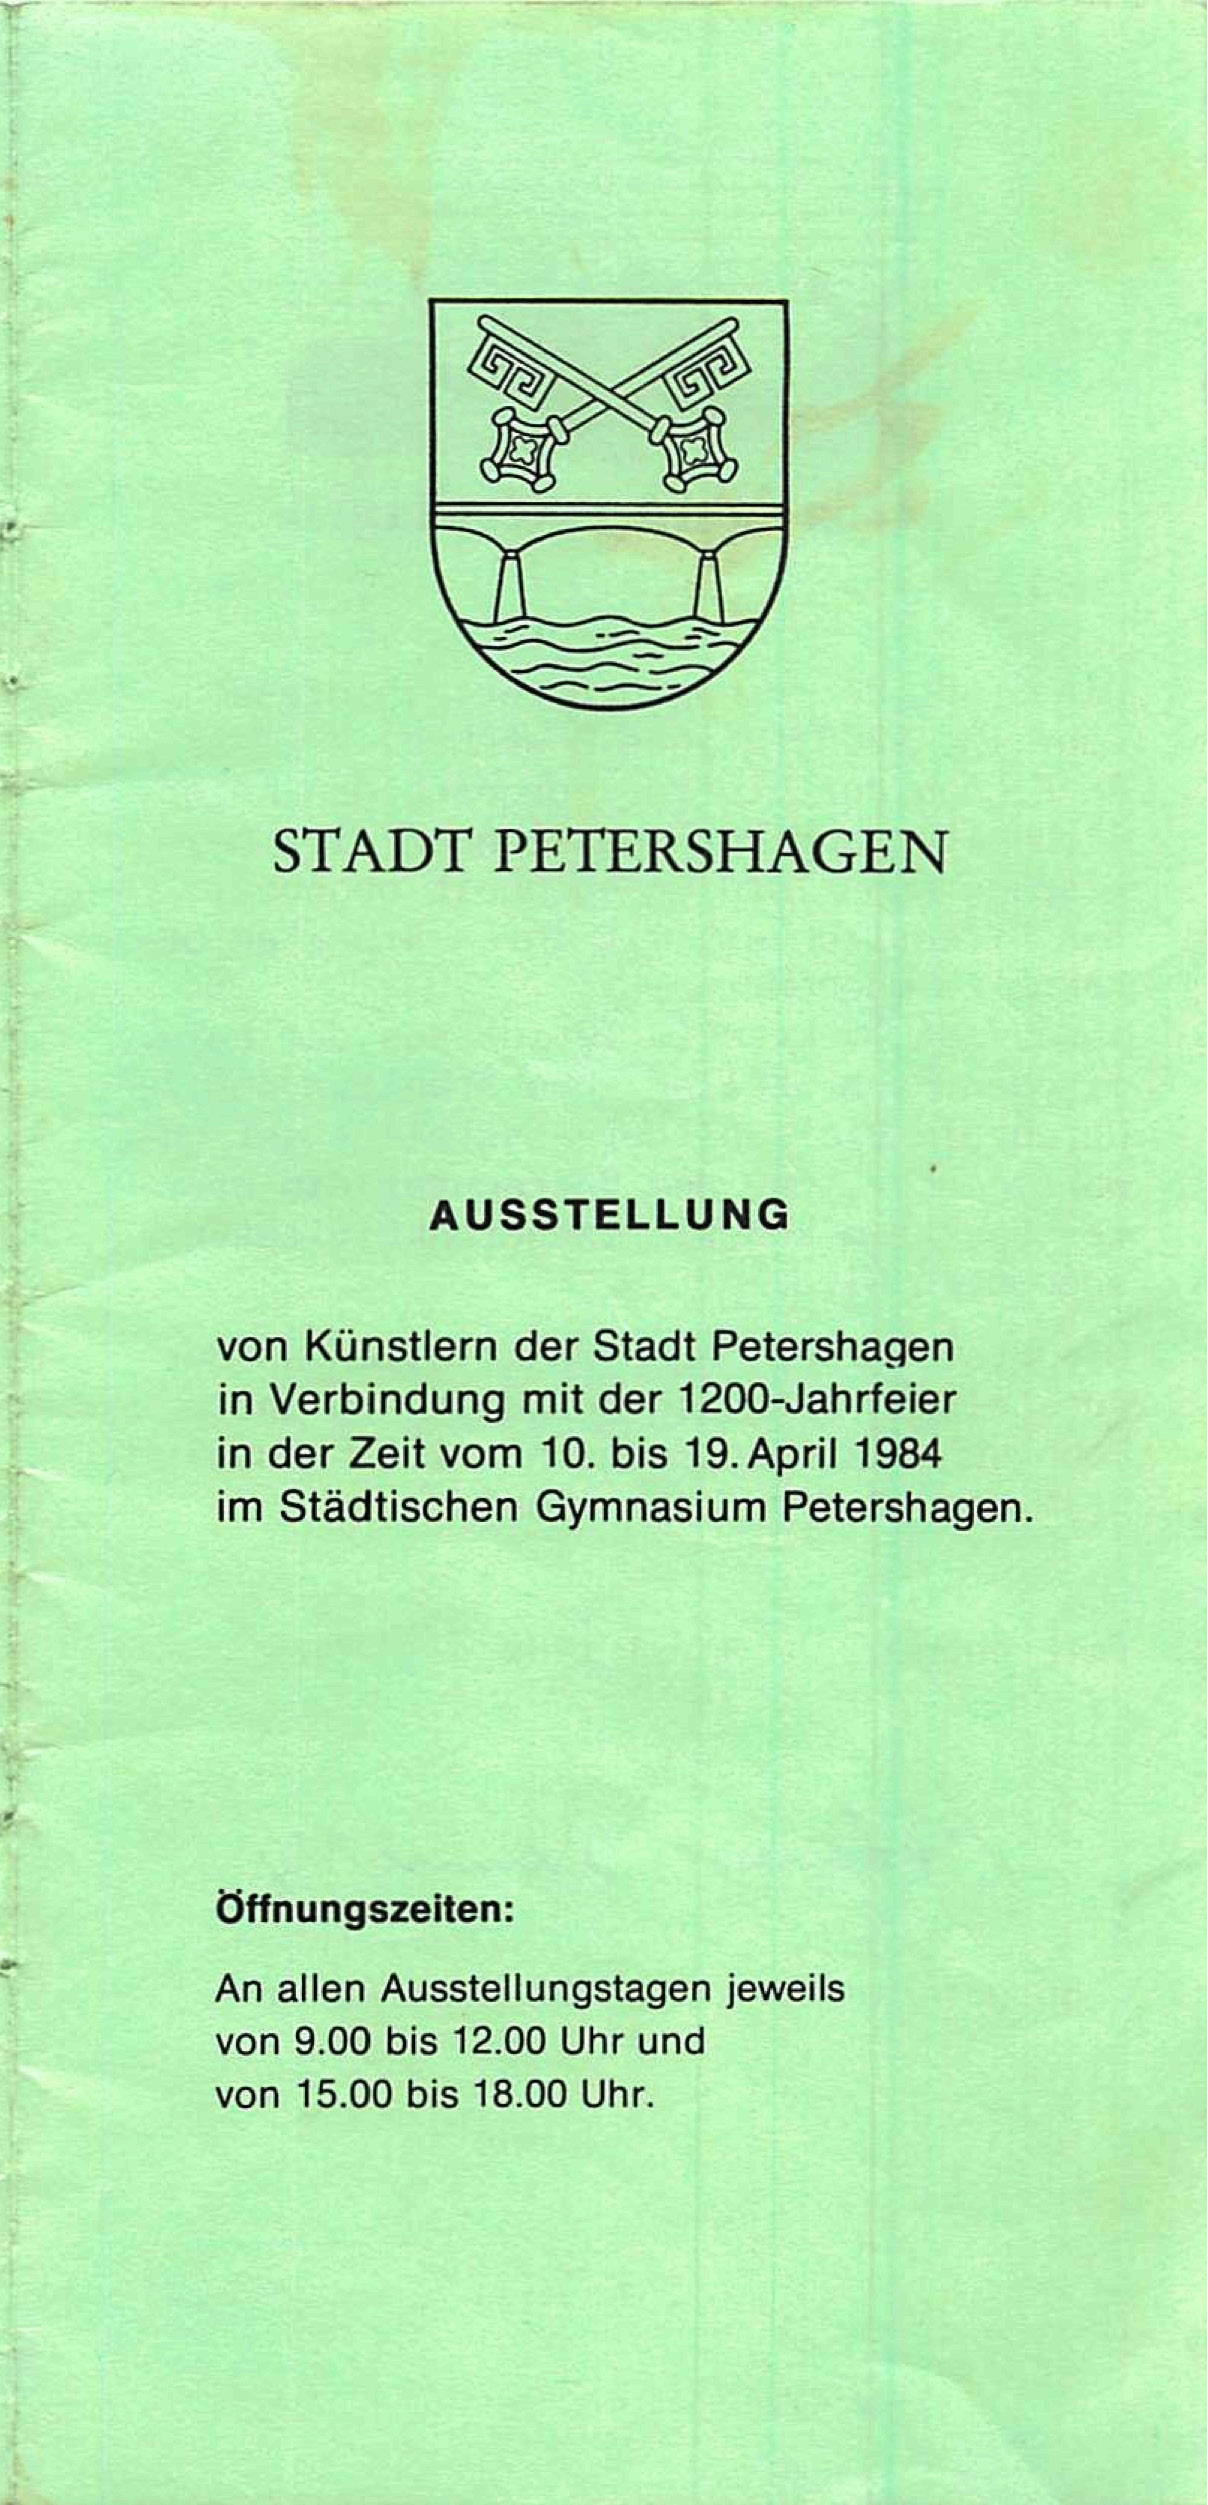 STADT PETERSHAGEN
AUSSTELLUNG
von Künstlern der Stadt Petershagen
in Verbindung mit der 1200-Jahrfeier
in der Zeit vom 10. bis 19. April 1984
im Städtischen Gymnasium Petershagen.
Öffnungszeiten:
An allen Ausstellungstagen jeweils
von 9.00 bis 12.00 Uhr und
von 15.00 bis 18.00 Uhr.